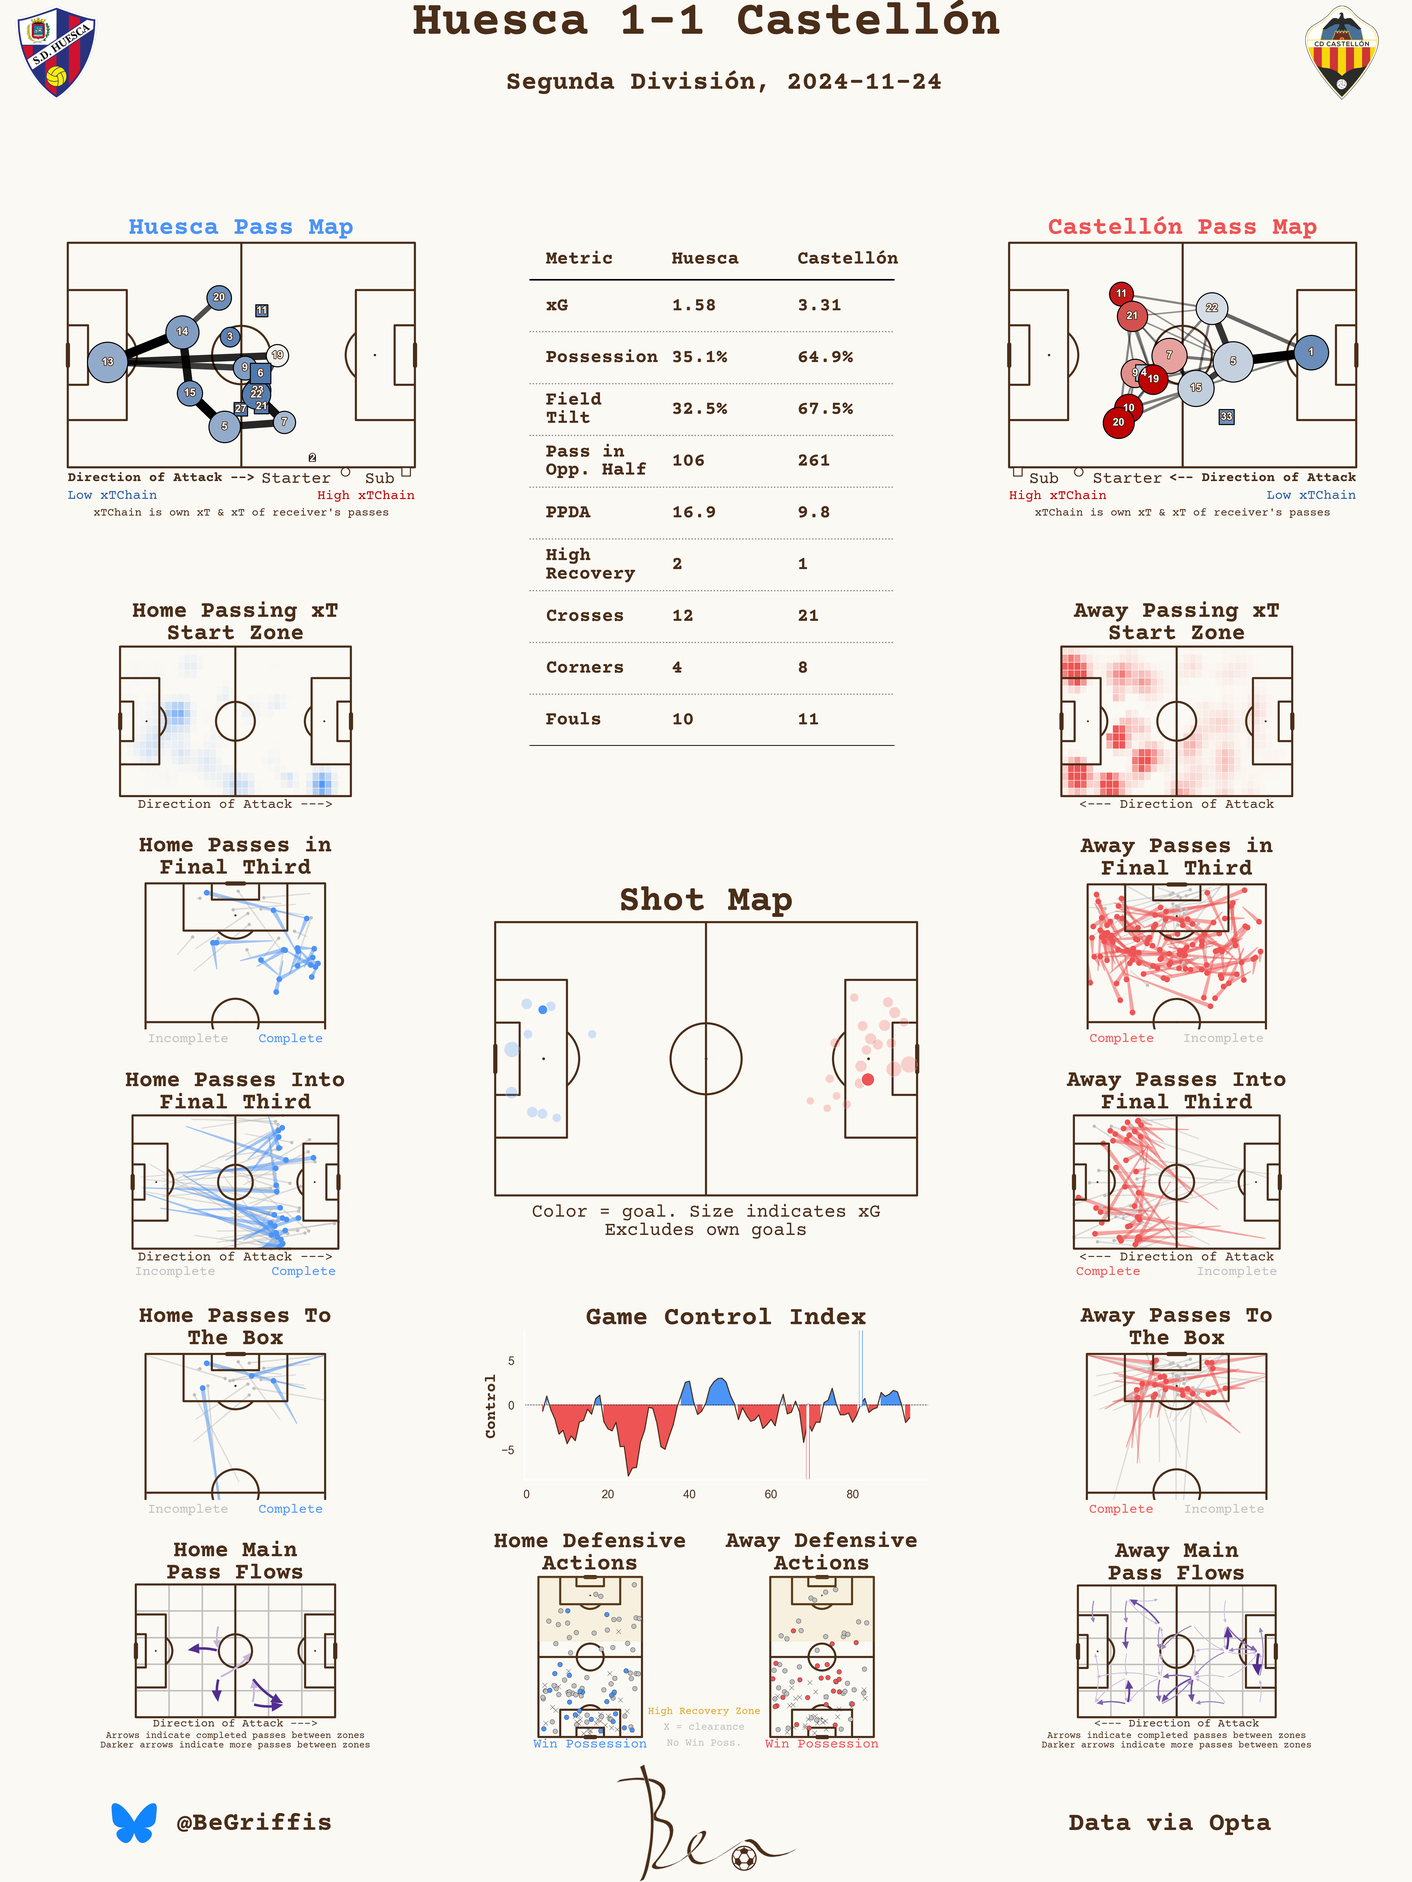 Huesca 1-1 Castellón
Segunda División, 2024-11-24
S.D. HUESCA
CD CASTELLÓN
Huesca Pass Map
20
11
14
3
19
13
9
6
15
23
22
21
27
5
7
2
Direction of Attack --> Starter Sub
Low xTChain High xTChain
xTChain is own xT & xT of receiver's passes
Metric Huesca Castellón
xG 1.58 3.31
Possession 35.1% 64.9%
Field
Tilt 32.5% 67.5%
Pass in
Opp. Half 106 261
PPDA 16.9 9.8
High
Recovery 2 1
Crosses 12 21
Corners 4 8
Fouls 10 11
Castellón Pass Map
11
21
22
7
5
1
9
4
19
15
10
20
33
Sub Starter <-- Direction of Attack
High xTChain Low xTChain
xTChain is own xT & xT of receiver's passes
Home Passing xT
Start Zone
Direction of Attack --->
Away Passing xT
Start Zone
<--- Direction of Attack
Home Passes in
Final Third
Incomplete Complete
Away Passes in
Final Third
Complete Incomplete
Shot Map
Color = goal. Size indicates xG
Excludes own goals
Home Passes Into
Final Third
Direction of Attack --->
Incomplete Complete
Away Passes Into
Final Third
<--- Direction of Attack
Complete Incomplete
Home Passes To
The Box
Incomplete Complete
Game Control Index
Control
5
0
−5
0 20 40 60 80
Away Passes To
The Box
Complete Incomplete
Home Main
Pass Flows
Direction of Attack --->
Arrows indicate completed passes between zones
Darker arrows indicate more passes between zones
Home Defensive
Actions
Win Possession
High Recovery Zone
X = clearance
No Win Poss.
Away Defensive
Actions
Win Possession
Away Main
Pass Flows
<--- Direction of Attack
Arrows indicate completed passes between zones
Darker arrows indicate more passes between zones
@BeGriffis
Ben
Data via Opta